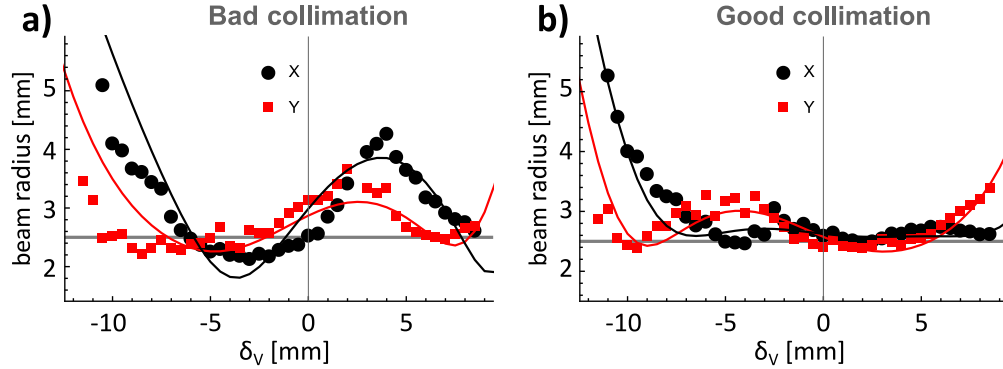 a) Bad collimation
beam radius [mm]
5
4
3
2
X
Y
-10 -5 0 5
δV [mm]
b) Good collimation
beam radius [mm]
5
4
3
2
X
Y
-10 -5 0 5
δV [mm]